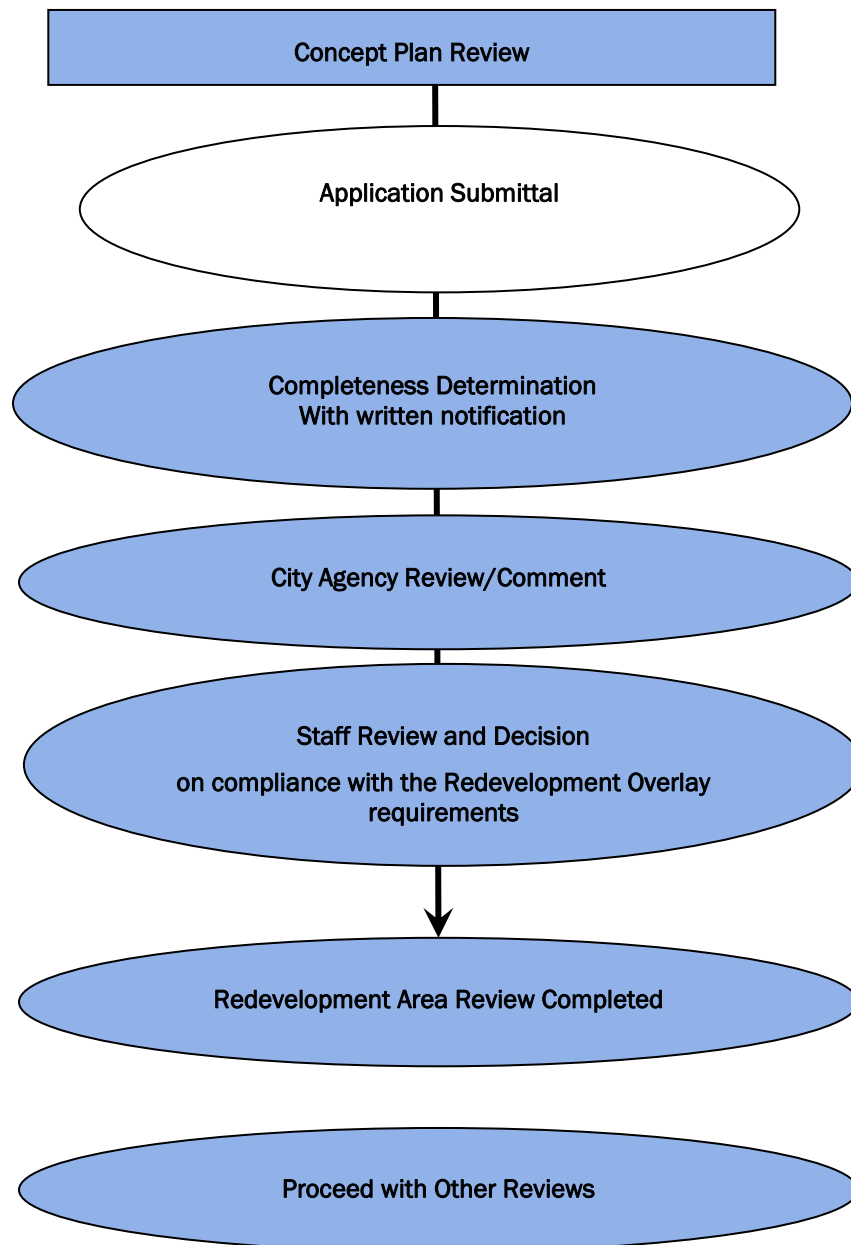 Concept Plan Review
Application Submittal
Completeness Determination
With written notification
City Agency Review/Comment
Staff Review and Decision
on compliance with the Redevelopment Overlay
requirements
Redevelopment Area Review Completed
Proceed with Other Reviews